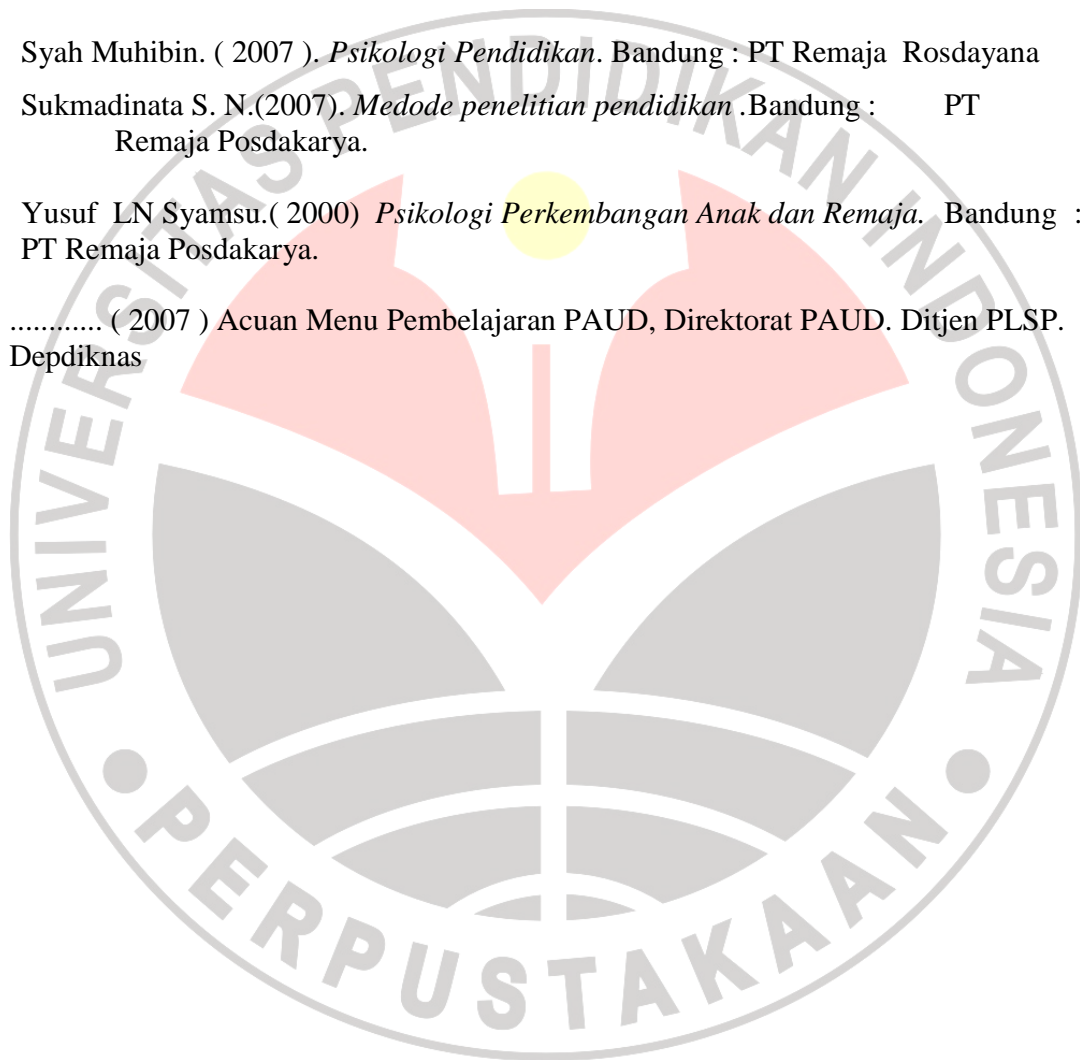 Syah Muhibin. ( 2007 ). Psikologi Pendidikan. Bandung : PT Remaja Rosdayana
Sukmadinata S. N.(2007). Medode penelitian pendidikan .Bandung : PT
Remaja Posdakarya.
Yusuf LN Syamsu.( 2000) Psikologi Perkembangan Anak dan Remaja. Bandung :
PT Remaja Posdakarya.
............ ( 2007 ) Acuan Menu Pembelajaran PAUD, Direktorat PAUD. Ditjen PLSP.
Depdiknas
UNIVERSITAS PENDIDIKAN INDONESIA
PERPUSTAKAAN